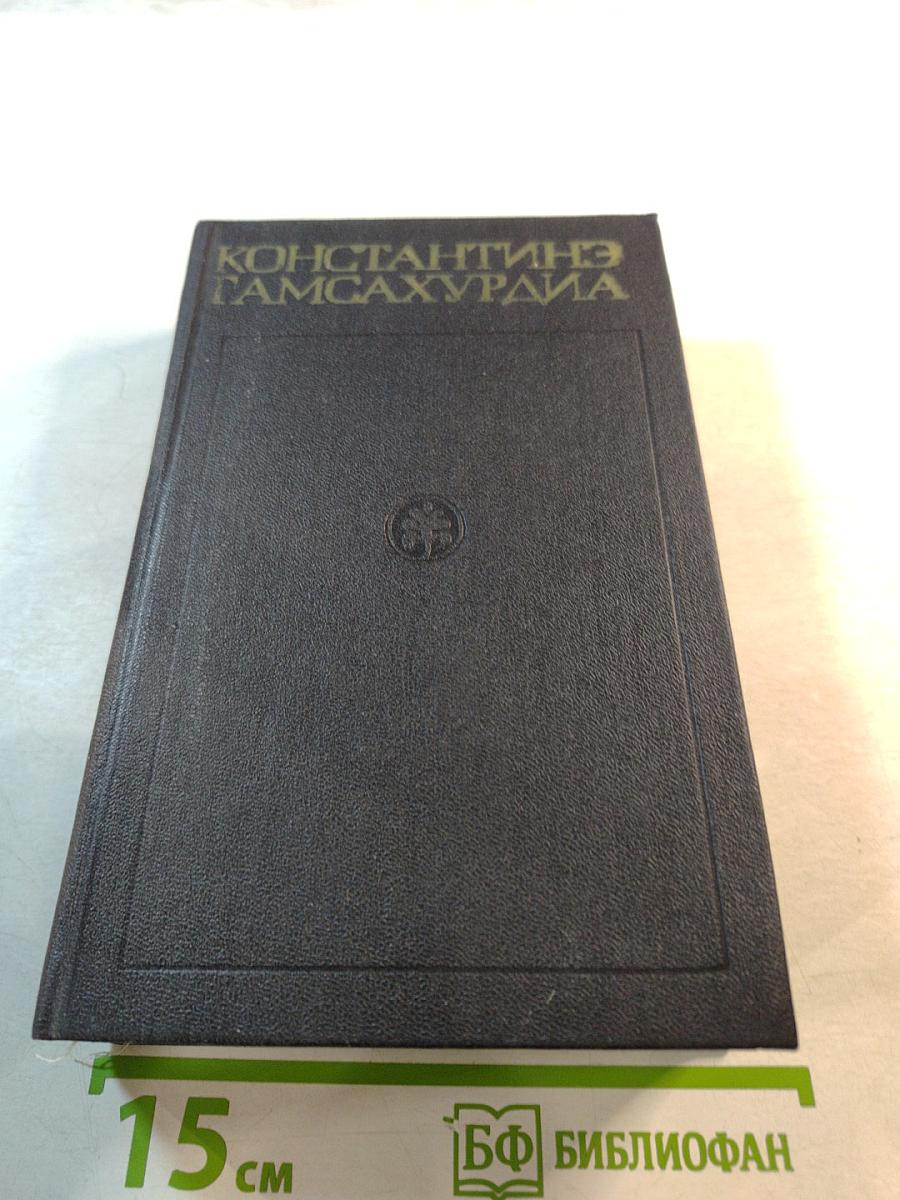 КОНСТАНТИНЭ
ГАМСАХУРДИА
15 см
БФ БИБЛИОФАН